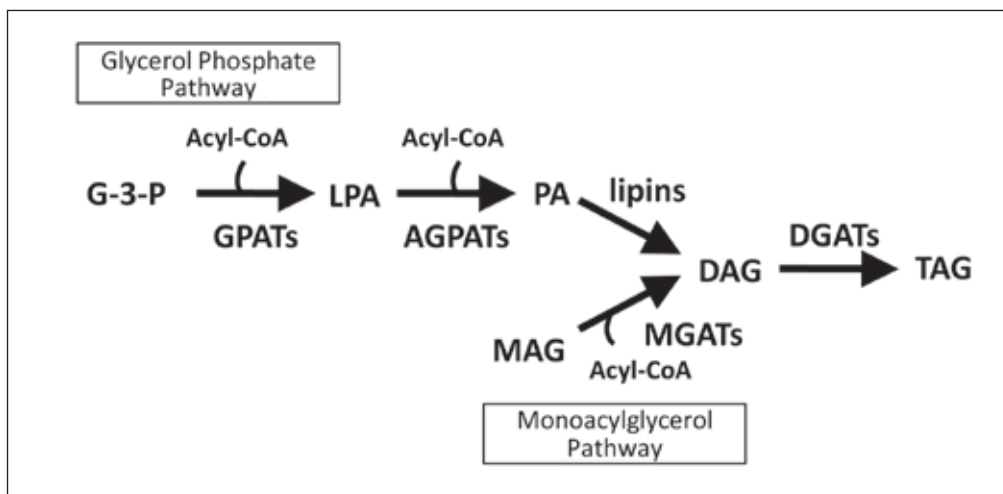 Glycerol Phosphate
Pathway
Acyl-CoA
Acyl-CoA
G-3-P
LPA
PA
lipins
GPATs
AGPATs
DGATs
DAG
TAG
MAG
MGATs
Acyl-CoA
Monoacylglycerol
Pathway